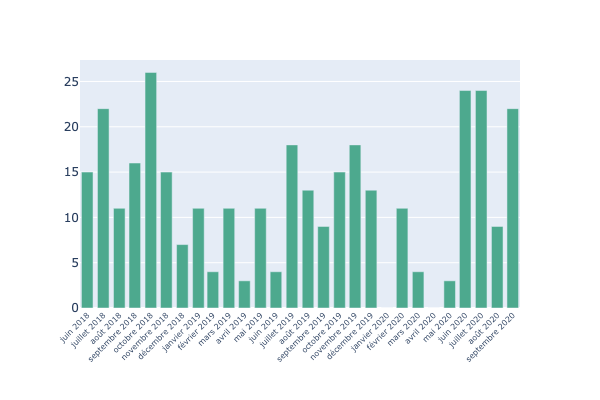 25
20
15
10
5
0
juin 2018
juillet 2018
août 2018
septembre 2018
octobre 2018
novembre 2018
décembre 2018
janvier 2019
février 2019
mars 2019
avril 2019
mai 2019
juin 2019
juillet 2019
août 2019
septembre 2019
octobre 2019
novembre 2019
décembre 2019
janvier 2020
février 2020
mars 2020
avril 2020
mai 2020
juin 2020
juillet 2020
août 2020
septembre 2020